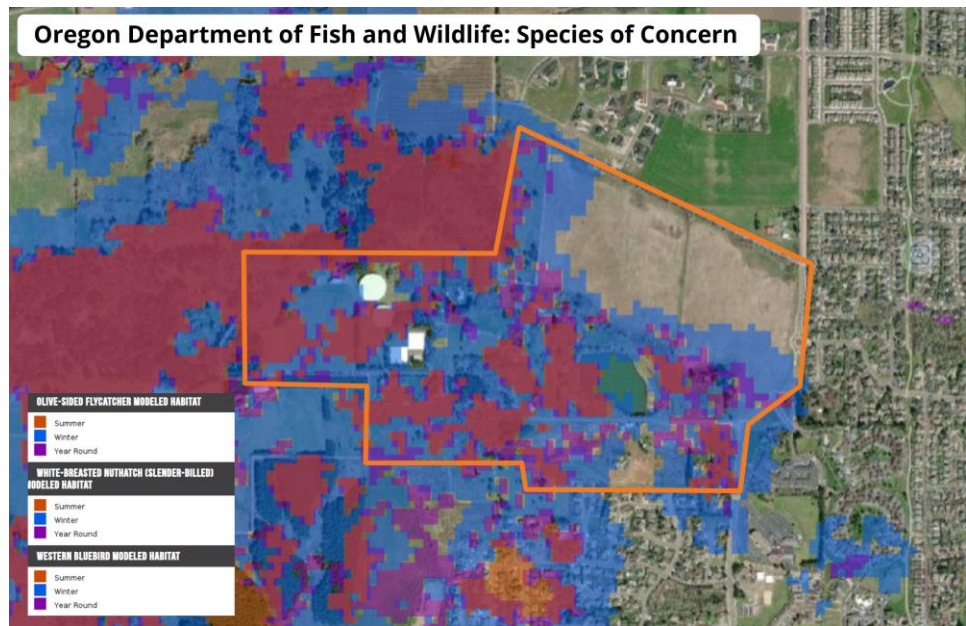 Oregon Department of Fish and Wildlife: Species of Concern
OLIVE-SIDED FLYCATCHER MODELED HABITAT
Summer
Winter
Year Round
WHITE-BREASTED NUTHATCH (SLENDER-BILLED)
MODELED HABITAT
Summer
Winter
Year Round
WESTERN BLUEBIRD MODELED HABITAT
Summer
Winter
Year Round